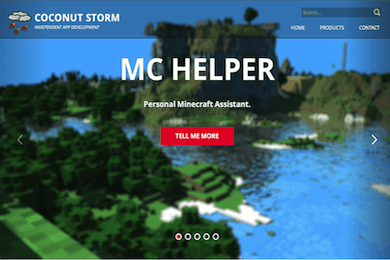 COCONUT STORM
INDEPENDENT APP DEVELOPMENT
Search...
HOME PRODUCTS CONTACT
MC HELPER
Personal Minecraft Assistant.
TELL ME MORE